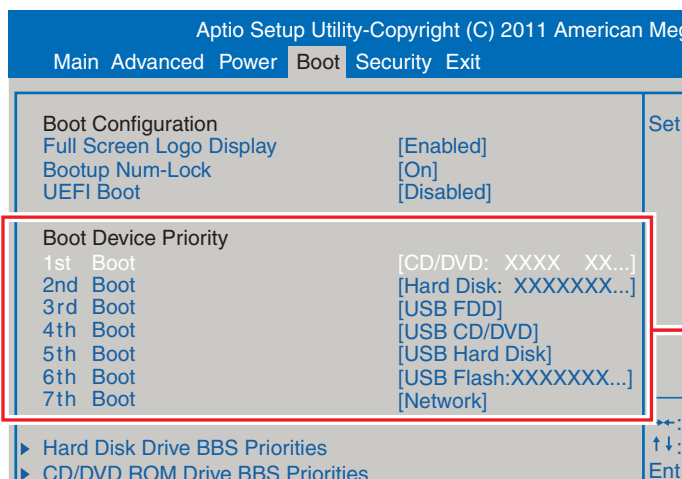 Aptio Setup Utility-Copyright (C) 2011 American
Main Advanced Power Boot Security Exit
Boot Configuration
Full Screen Logo Display [Enabled] Set
Bootup Num-Lock [On]
UEFI Boot [Disabled]
Boot Device Priority
1st Boot [CD/DVD: XXXX XX...]
2nd Boot [Hard Disk: XXXXXXX...]
3rd Boot [USB FDD]
4th Boot [USB CD/DVD]
5th Boot [USB Hard Disk]
6th Boot [USB Flash:XXXXXXX...]
7th Boot [Network]
→←:
Hard Disk Drive BBS Priorities ↑↓:
CD/DVD ROM Drive BBS Priorities Ent